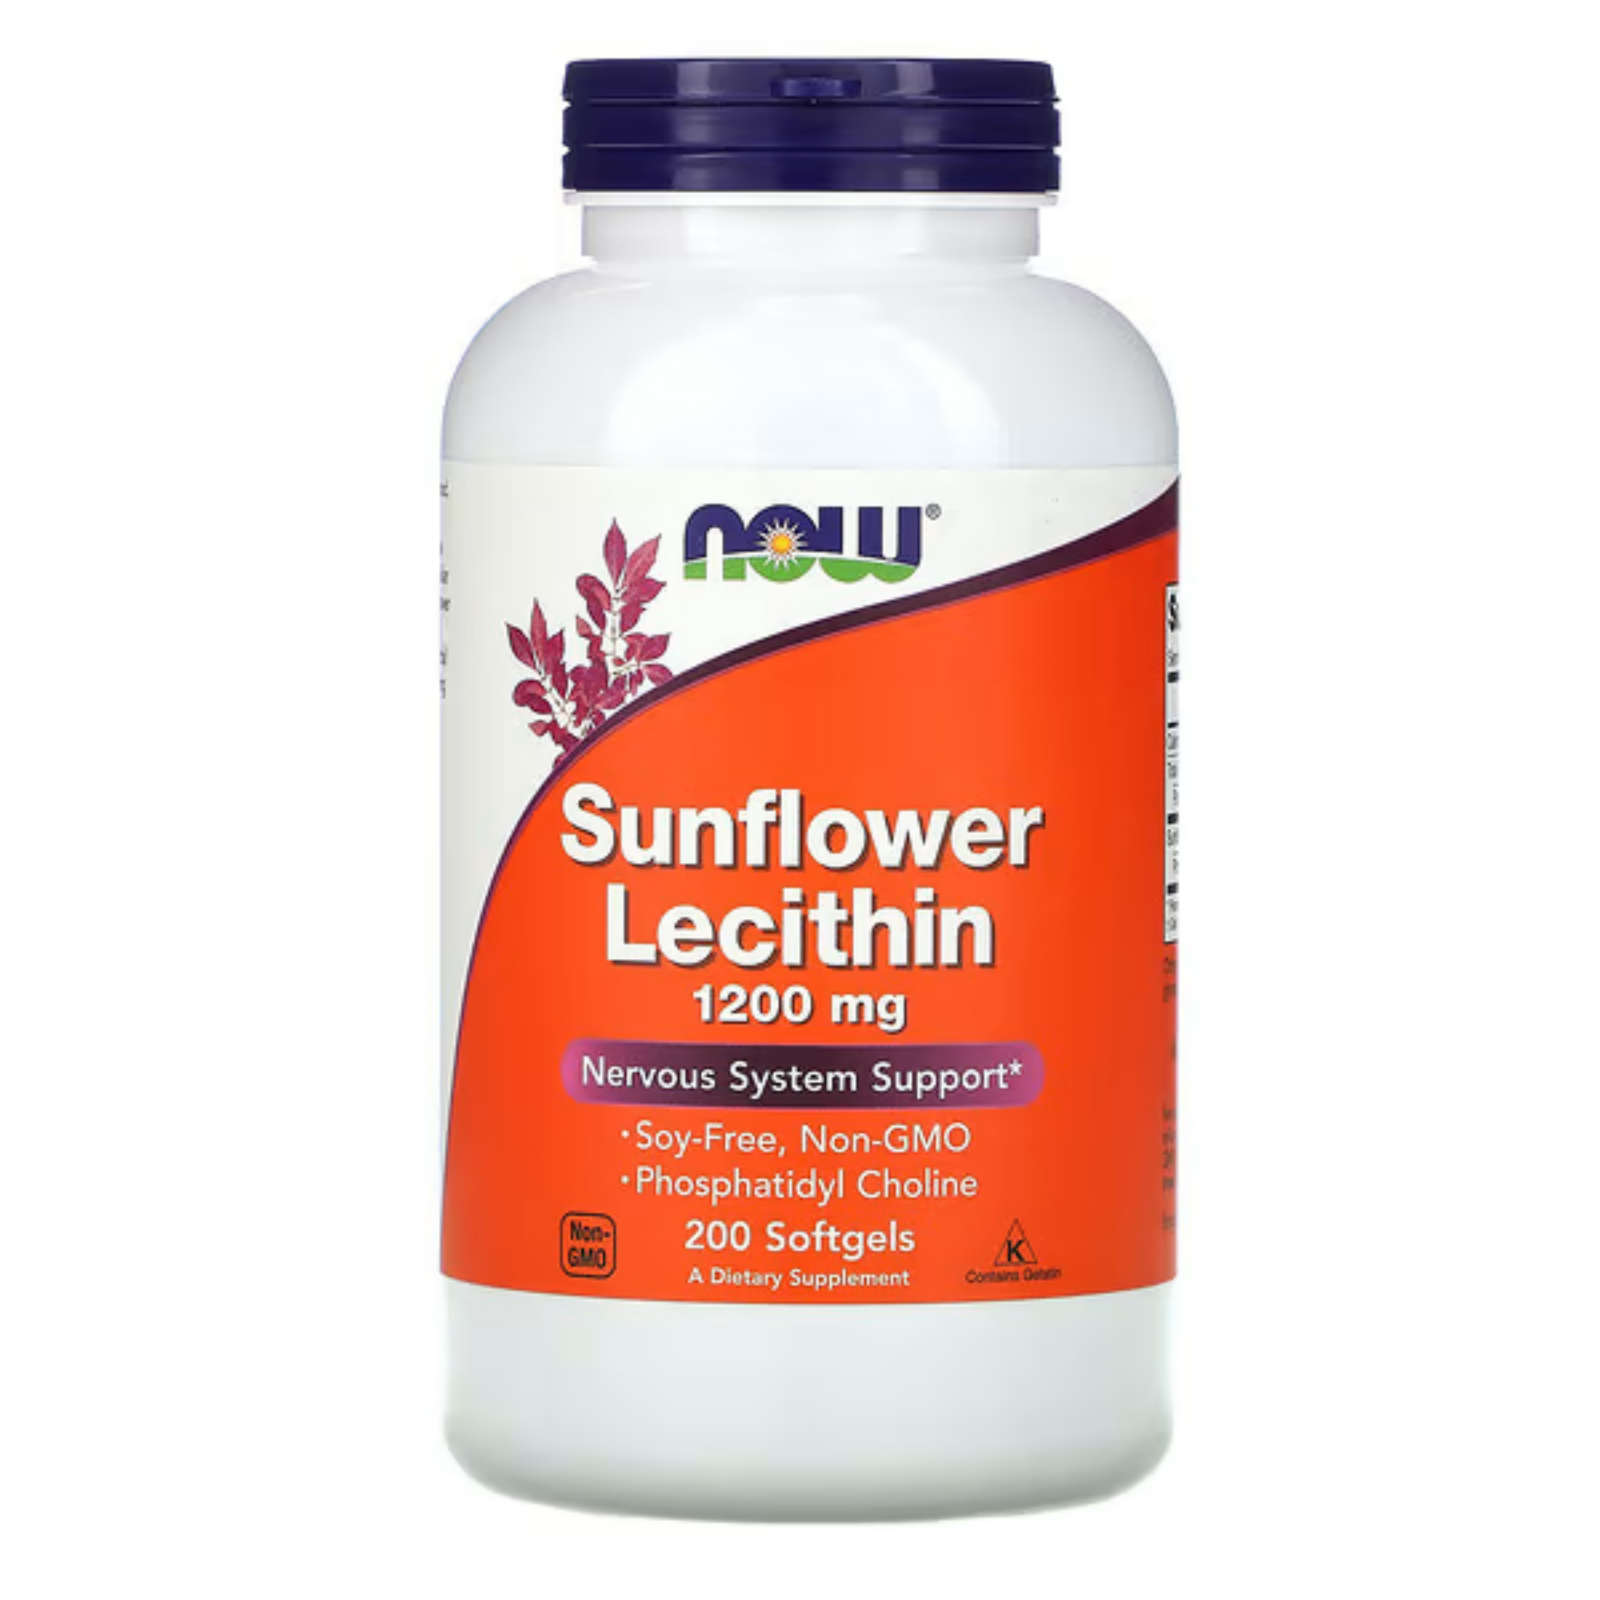 now®
Sunflower
Lecithin
1200 mg
Nervous System Support*
•Soy-Free, Non-GMO
•Phosphatidyl Choline
200 Softgels
A Dietary Supplement
Non-
GMO
K
Contains Gelatin